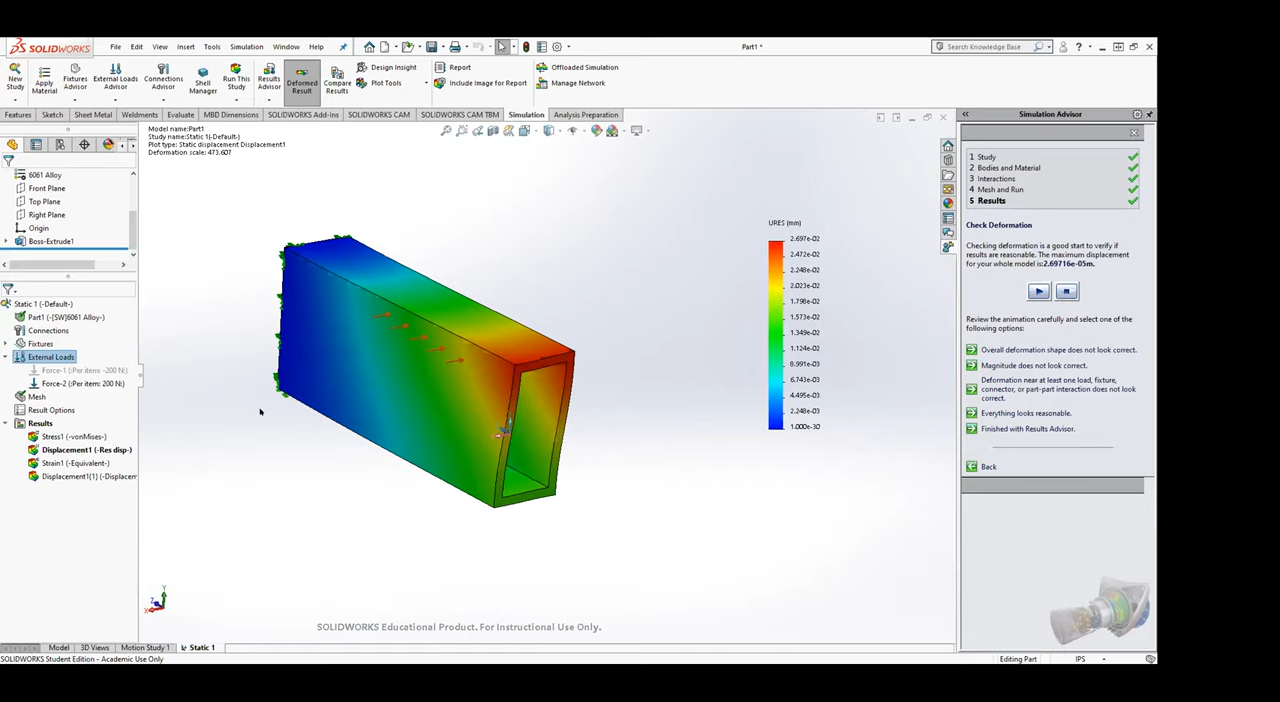 SOLIDWORKS File Edit View Insert Tools Simulation Window Help Part1 * Search Knowledge Base
New Study Apply Material Fixtures Advisor External Loads Advisor Connections Advisor Shell Manager Run This Study Results Advisor Deformed Result Compare Results Design Insight Plot Tools Report Include Image for Report Offloaded Simulation Manage Network
Features Sketch Sheet Metal Weldments Evaluate MBD Dimensions SOLIDWORKS Add-Ins SOLIDWORKS CAM SOLIDWORKS CAM TBM Simulation Analysis Preparation
Simulation Advisor
Model name:Part1
Study name:Static 1(-Default-)
Plot type: Static displacement Displacement1
Deformation scale: 473.607
6061 Alloy
Front Plane
Top Plane
Right Plane
Origin
Boss-Extrude1
Static 1 (-Default-)
Part1 (-[SW]6061 Alloy-)
Connections
Fixtures
External Loads
Force-1 (:Per item: -200 N:)
Force-2 (:Per item: 200 N:)
Mesh
Result Options
Results
Stress1 (-vonMises-)
Displacement1 (-Res disp-)
Strain1 (-Equivalent-)
Displacement1[1] (-Displacem
URES (mm)
2.697e-02
2.472e-02
2.248e-02
2.023e-02
1.798e-02
1.573e-02
1.349e-02
1.124e-02
8.991e-03
6.743e-03
4.495e-03
2.248e-03
1.000e-30
1 Study
2 Bodies and Material
3 Interactions
4 Mesh and Run
5 Results
Check Deformation
Checking deformation is a good start to verify if
results are reasonable. The maximum displacement
for your whole model is:2.69716e-05m.
Review the animation carefully and select one of the
following options:
Overall deformation shape does not look correct.
Magnitude does not look correct.
Deformation near at least one load, fixture,
connector, or part-part interaction does not look
correct.
Everything looks reasonable.
Finished with Results Advisor.
Back
Y
Z
X
SOLIDWORKS Educational Product. For Instructional Use Only.
Model 3D Views Motion Study 1 Static 1
SOLIDWORKS Student Edition - Academic Use Only Editing Part IPS